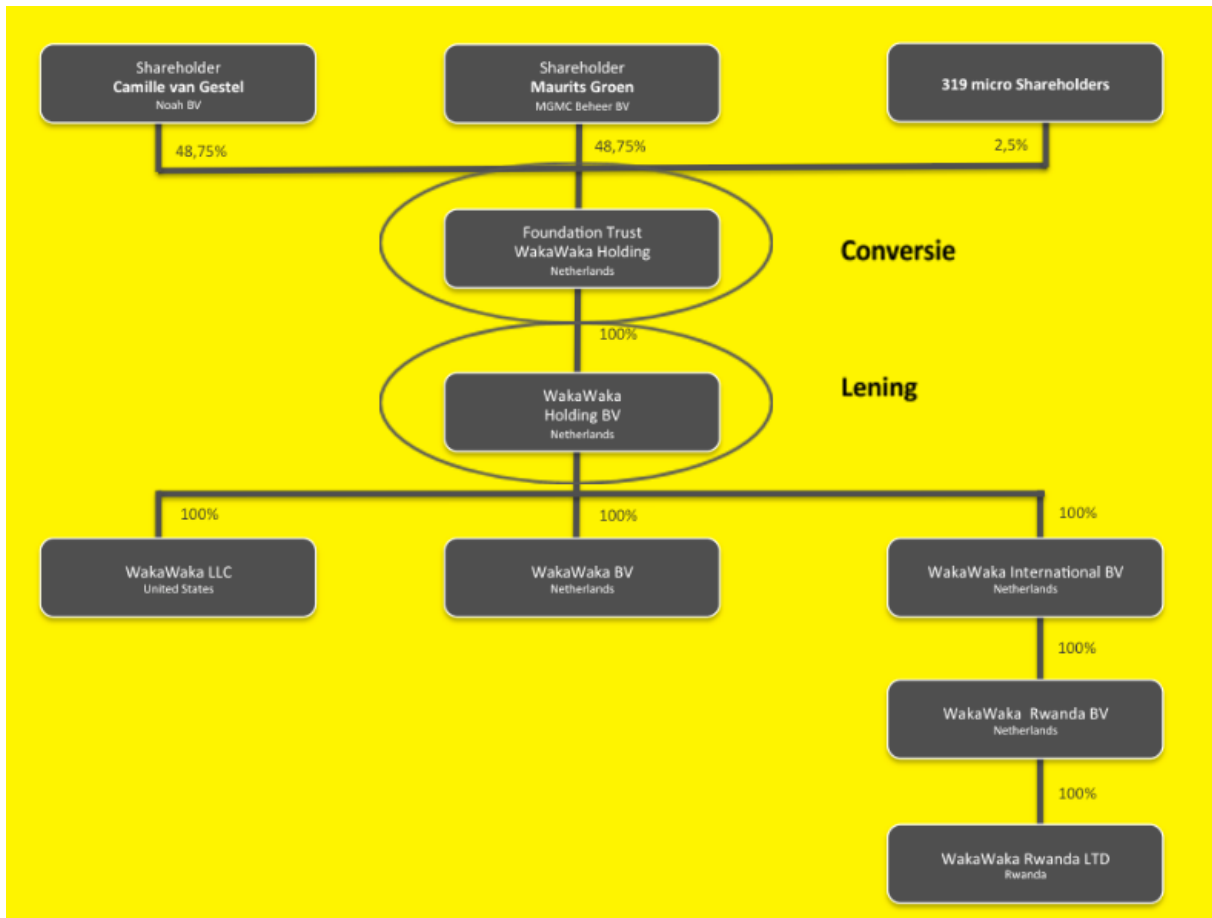 Shareholder
Camille van Gestel
Noah BV
Shareholder
Maurits Groen
MGMC Beheer BV
319 micro Shareholders
48,75%
48,75%
2,5%
Foundation Trust
WakaWaka Holding
Netherlands
Conversie
100%
WakaWaka
Holding BV
Netherlands
Lening
100%
100%
100%
WakaWaka LLC
United States
WakaWaka BV
Netherlands
WakaWaka International BV
Netherlands
100%
WakaWaka Rwanda BV
Netherlands
100%
WakaWaka Rwanda LTD
Rwanda